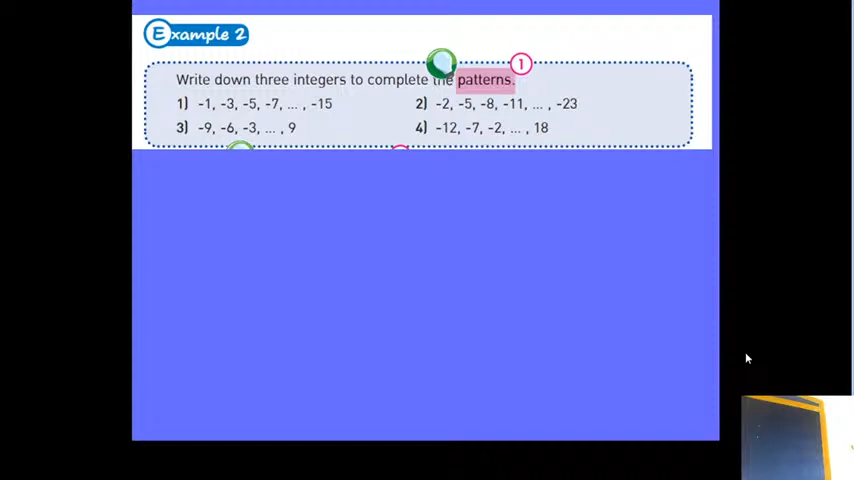 Example 2
Write down three integers to complete the patterns. 1
1) -1, -3, -5, -7, ... , -15 2) -2, -5, -8, -11, ... , -23
3) -9, -6, -3, ... , 9 4) -12, -7, -2, ... , 18